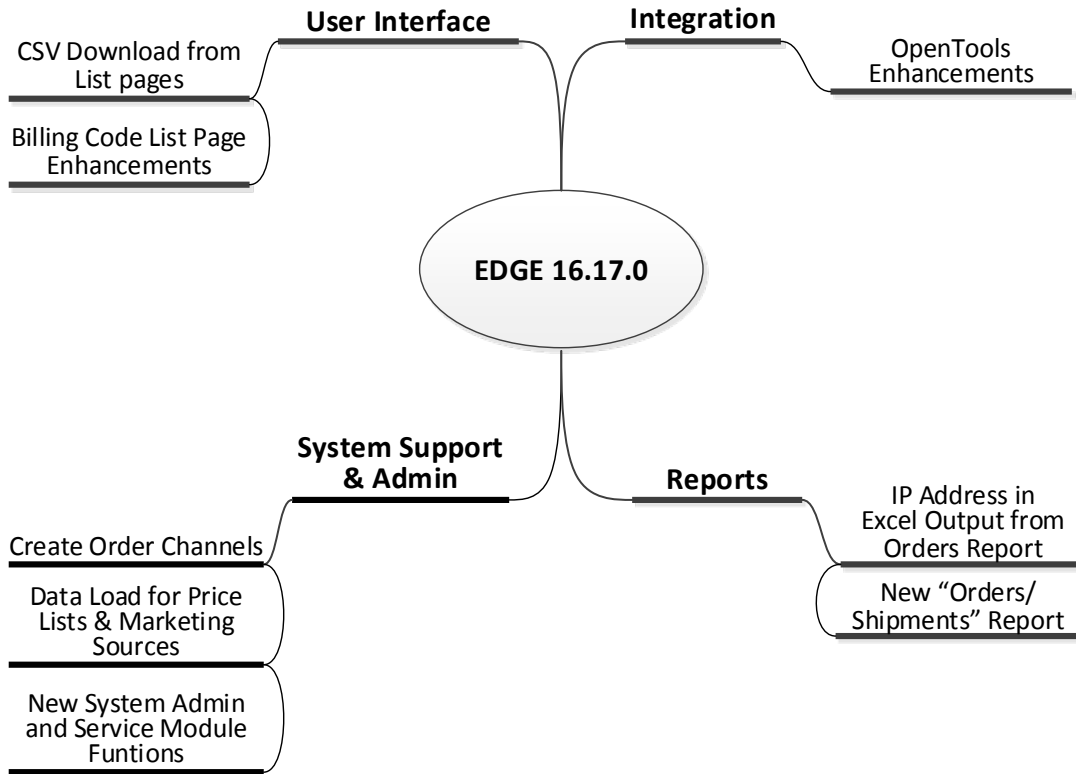 User Interface
CSV Download from
List pages
Billing Code List Page
Enhancements
Integration
OpenTools
Enhancements
EDGE 16.17.0
System Support
& Admin
Create Order Channels
Data Load for Price
Lists & Marketing
Sources
New System Admin
and Service Module
Funtions
Reports
IP Address in
Excel Output from
Orders Report
New “Orders/
Shipments” Report